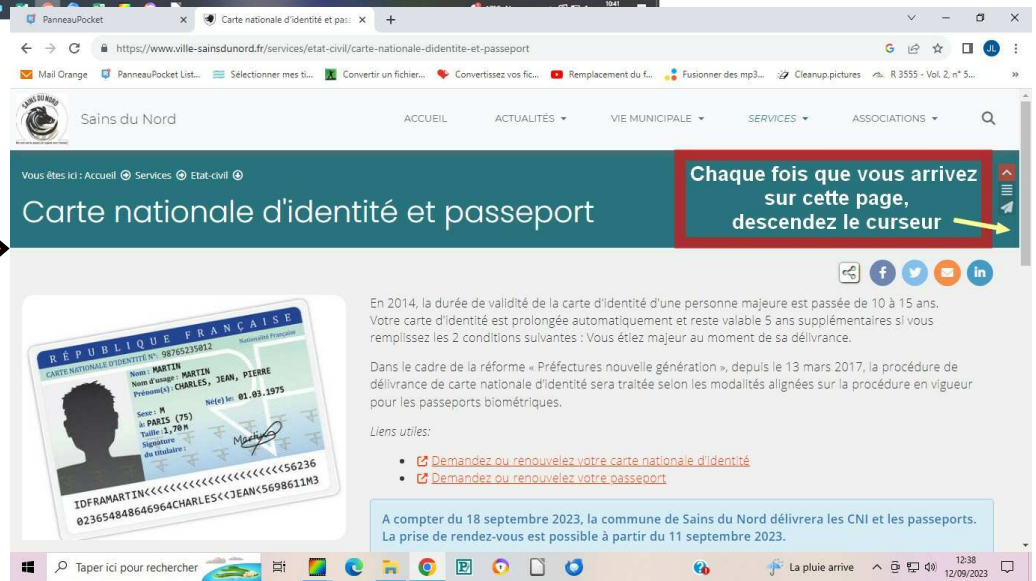 10:41
PanneauPocket
Carte nationale d'identité et pass
https://www.ville-sainsdunord.fr/services/etat-civil/carte-nationale-didentite-et-passeport
JL
Mail Orange PanneauPocket List... Sélectionner mes ti... Convertir un fichier... Convertissez vos fic... Remplacement du f... Fusionner des mp3... Cleanup.pictures R 3555 - Vol. 2, n° 5... »
SAINS DU NORD
Sains du Nord
ACCUEIL ACTUALITÉS VIE MUNICIPALE SERVICES ASSOCIATIONS
Vous êtes ici : Accueil Services Etat-civil
Carte nationale d'identité et passeport
Chaque fois que vous arrivez
sur cette page,
descendez le curseur
RÉPUBLIQUE FRANÇAISE
CARTE NATIONALE D'IDENTITÉ N°: 98765235012 Nationalité Française
Nom : MARTIN
Nom d'usage : MARTIN
Prénom(s) : CHARLES, JEAN, PIERRE
Sexe : M Né(e) le: 01.03.1975
à: PARIS (75)
Taille : 1,70 M
Signature
du titulaire :
Martin
IDFRAMARTIN<<<<<<<<<<<<<<<<<<<<56236
023654848646964CHARLES<<JEAN<5698611M3
En 2014, la durée de validité de la carte d'identité d'une personne majeure est passée de 10 à 15 ans.
Votre carte d'identité est prolongée automatiquement et reste valable 5 ans supplémentaires si vous
remplissez les 2 conditions suivantes : Vous étiez majeur au moment de sa délivrance.
Dans le cadre de la réforme « Préfectures nouvelle génération », depuis le 13 mars 2017, la procédure de
délivrance de carte nationale d'identité sera traitée selon les modalités alignées sur la procédure en vigueur
pour les passeports biométriques.
Liens utiles:
Demandez ou renouvelez votre carte nationale d'identité
Demandez ou renouvelez votre passeport
A compter du 18 septembre 2023, la commune de Sains du Nord délivrera les CNI et les passeports.
La prise de rendez-vous est possible à partir du 11 septembre 2023.
Taper ici pour rechercher
La pluie arrive
12:38
12/09/2023